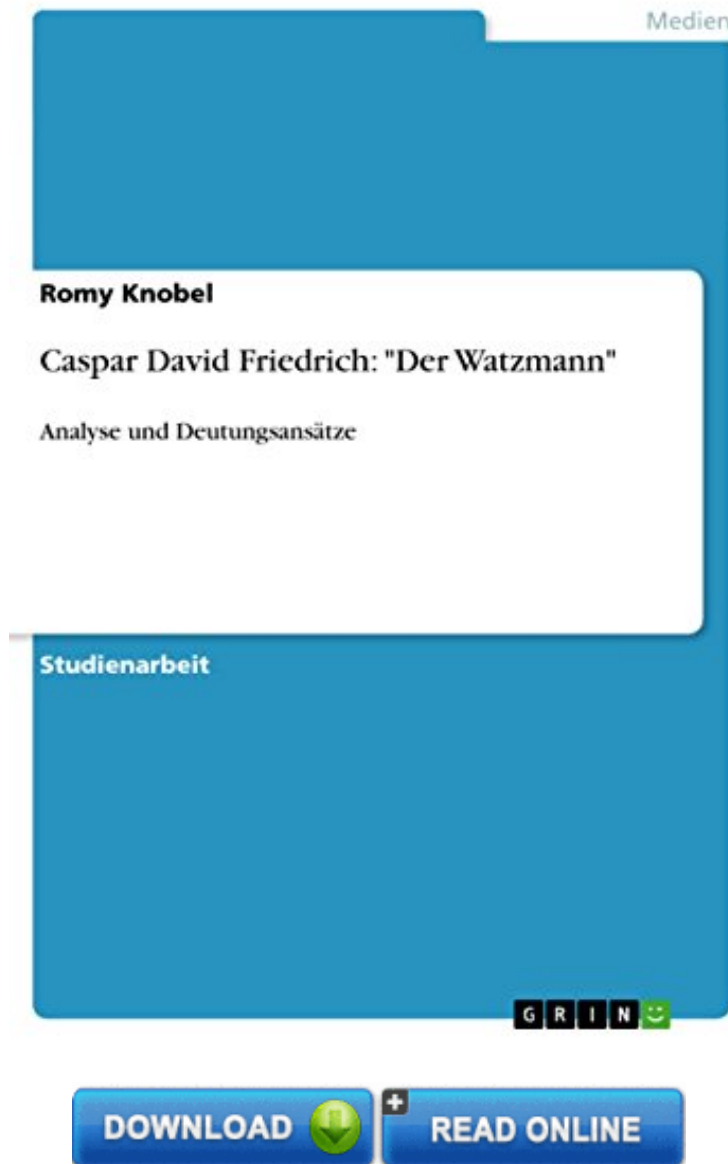 Medien
Romy Knobel
Caspar David Friedrich: "Der Watzmann"
Analyse und Deutungsansätze
Studienarbeit
GRIN
DOWNLOAD
READ ONLINE